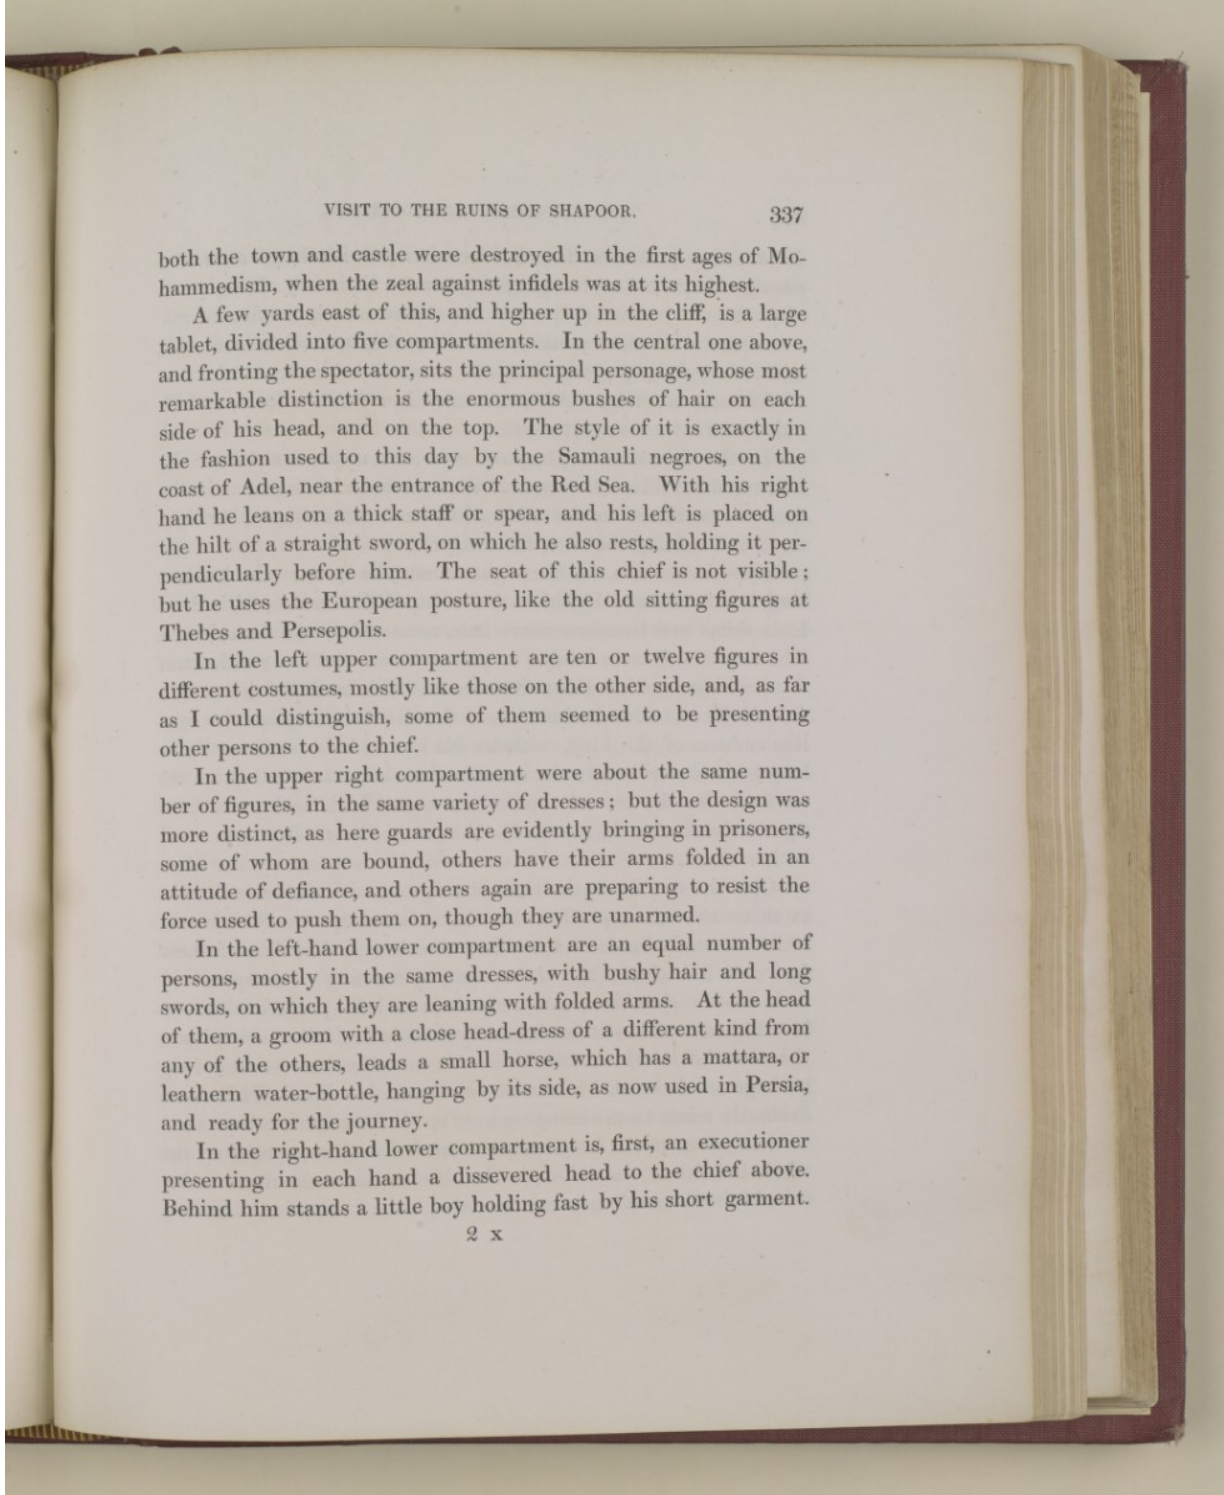 VISIT TO THE RUINS OF SHAPOOR. 337
both the town and castle were destroyed in the first ages of Mo-
hammedism, when the zeal against infidels was at its highest.
A few yards east of this, and higher up in the cliff, is a large
tablet, divided into five compartments. In the central one above,
and fronting the spectator, sits the principal personage, whose most
remarkable distinction is the enormous bushes of hair on each
side of his head, and on the top. The style of it is exactly in
the fashion used to this day by the Samauli negroes, on the
coast of Adel, near the entrance of the Red Sea. With his right
hand he leans on a thick staff or spear, and his left is placed on
the hilt of a straight sword, on which he also rests, holding it per-
pendicularly before him. The seat of this chief is not visible;
but he uses the European posture, like the old sitting figures at
Thebes and Persepolis.
In the left upper compartment are ten or twelve figures in
different costumes, mostly like those on the other side, and, as far
as I could distinguish, some of them seemed to be presenting
other persons to the chief.
In the upper right compartment were about the same num-
ber of figures, in the same variety of dresses; but the design was
more distinct, as here guards are evidently bringing in prisoners,
some of whom are bound, others have their arms folded in an
attitude of defiance, and others again are preparing to resist the
force used to push them on, though they are unarmed.
In the left-hand lower compartment are an equal number of
persons, mostly in the same dresses, with bushy hair and long
swords, on which they are leaning with folded arms. At the head
of them, a groom with a close head-dress of a different kind from
any of the others, leads a small horse, which has a mattara, or
leathern water-bottle, hanging by its side, as now used in Persia,
and ready for the journey.
In the right-hand lower compartment is, first, an executioner
presenting in each hand a dissevered head to the chief above.
Behind him stands a little boy holding fast by his short garment.
2 x